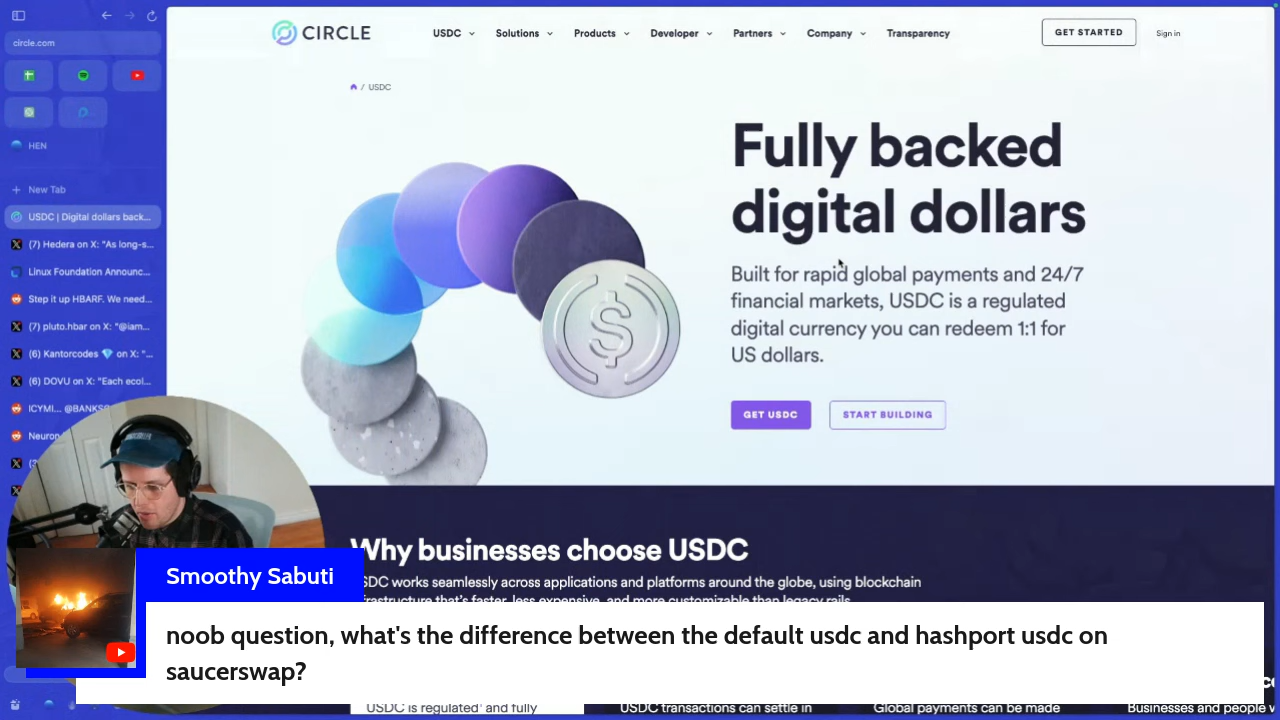 circle.com
HEN
New Tab
USDC | Digital dollars back...
(7) Hedera on X: "As long-s...
Linux Foundation Announc...
Step it up HBARF. We need...
(7) pluto.hbar on X: "@iam...
(6) Kantorcodes 💎 on X: "...
(6) DOVU on X: "Each ecol...
ICYMI... @BANKSO
Neuron
CIRCLE
USDC
Solutions
Products
Developer
Partners
Company
Transparency
GET STARTED
Sign in
/ USDC
Fully backed
digital dollars
Built for rapid global payments and 24/7
financial markets, USDC is a regulated
digital currency you can redeem 1:1 for
US dollars.
GET USDC
START BUILDING
Why businesses choose USDC
SDC works seamlessly across applications and platforms around the globe, using blockchain
frastructure that's faster, less expensive, and more customizable than legacy rails.
Smoothy Sabuti
noob question, what's the difference between the default usdc and hashport usdc on
saucerswap?
USDC is regulated¹ and fully
USDC transactions can settle in
Global payments can be made
Businesses and people